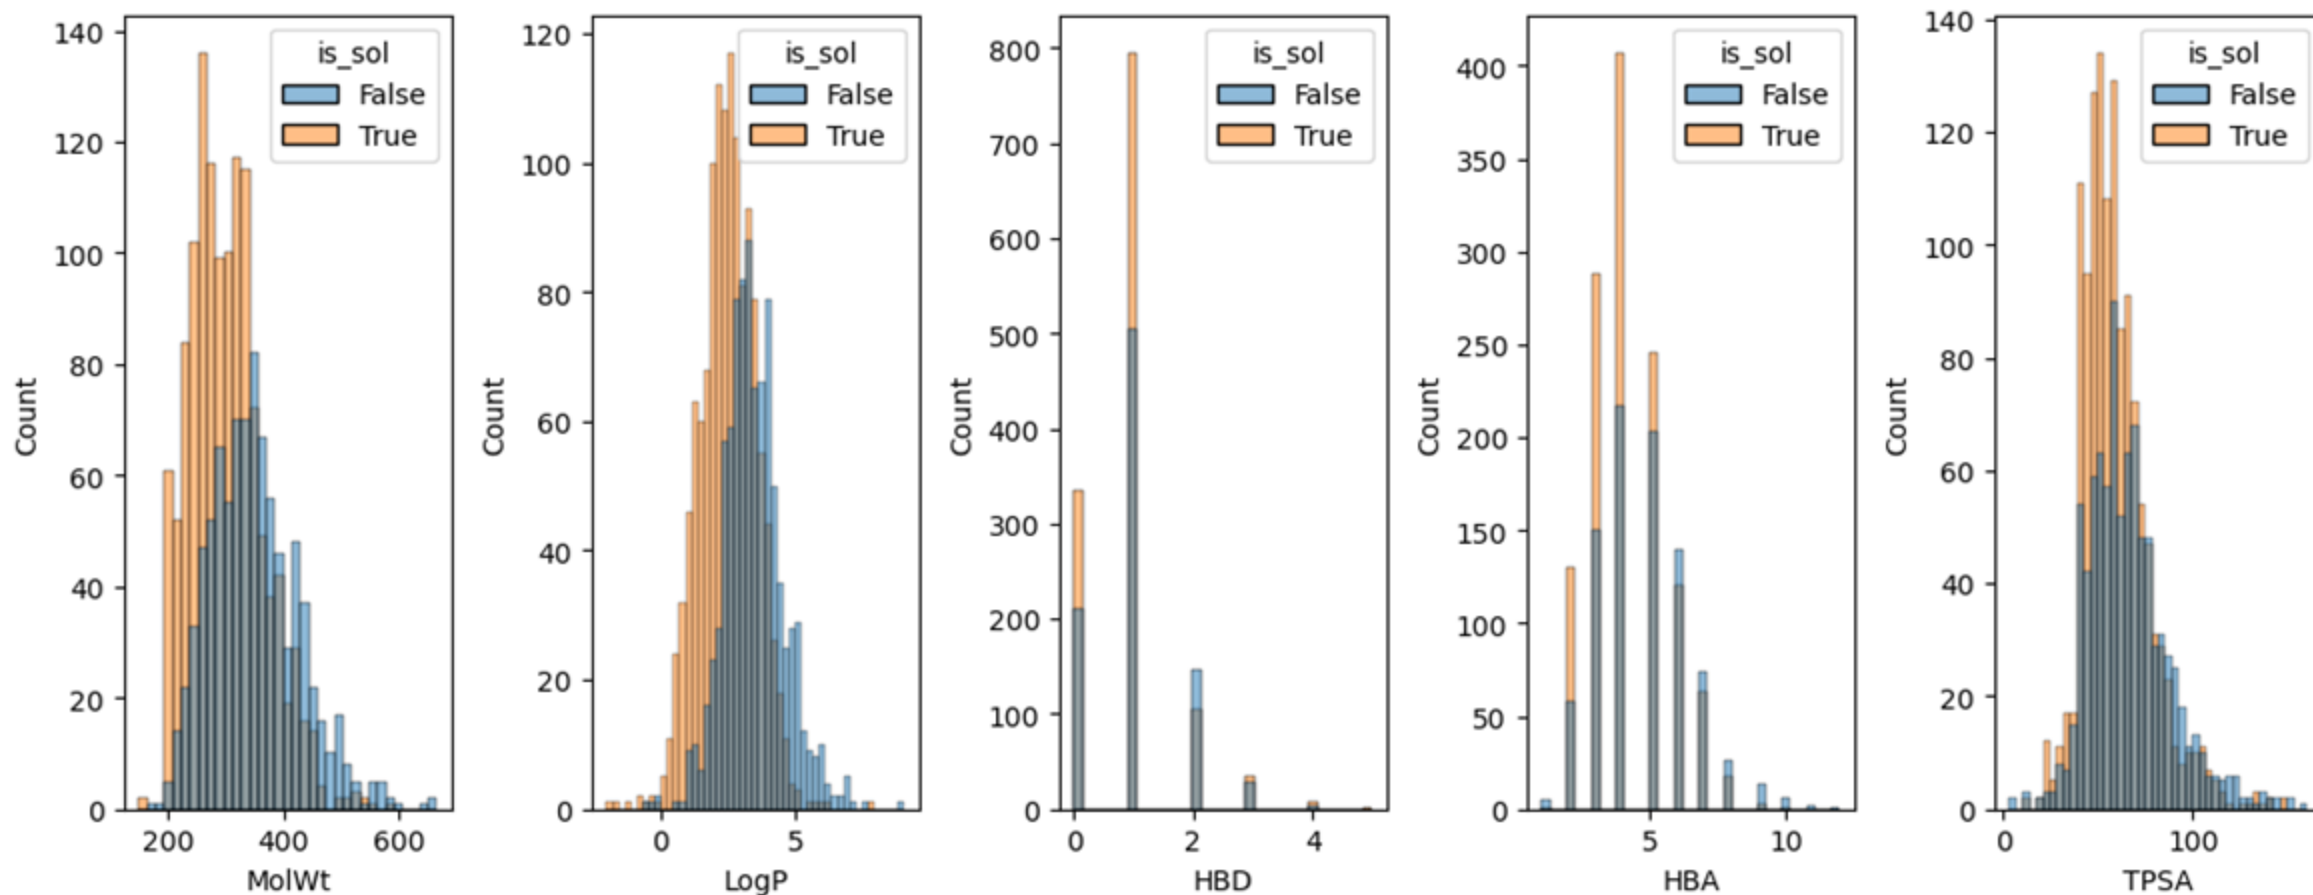 140
120
100
80
60
40
20
0
200
400
600
Count
MolWt
is_sol
False
True
120
100
80
60
40
20
0
0
5
Count
LogP
is_sol
False
True
800
700
600
500
400
300
200
100
0
0
2
4
Count
HBD
is_sol
False
True
400
350
300
250
200
150
100
50
0
5
10
Count
HBA
is_sol
False
True
140
120
100
80
60
40
20
0
0
100
Count
TPSA
is_sol
False
True